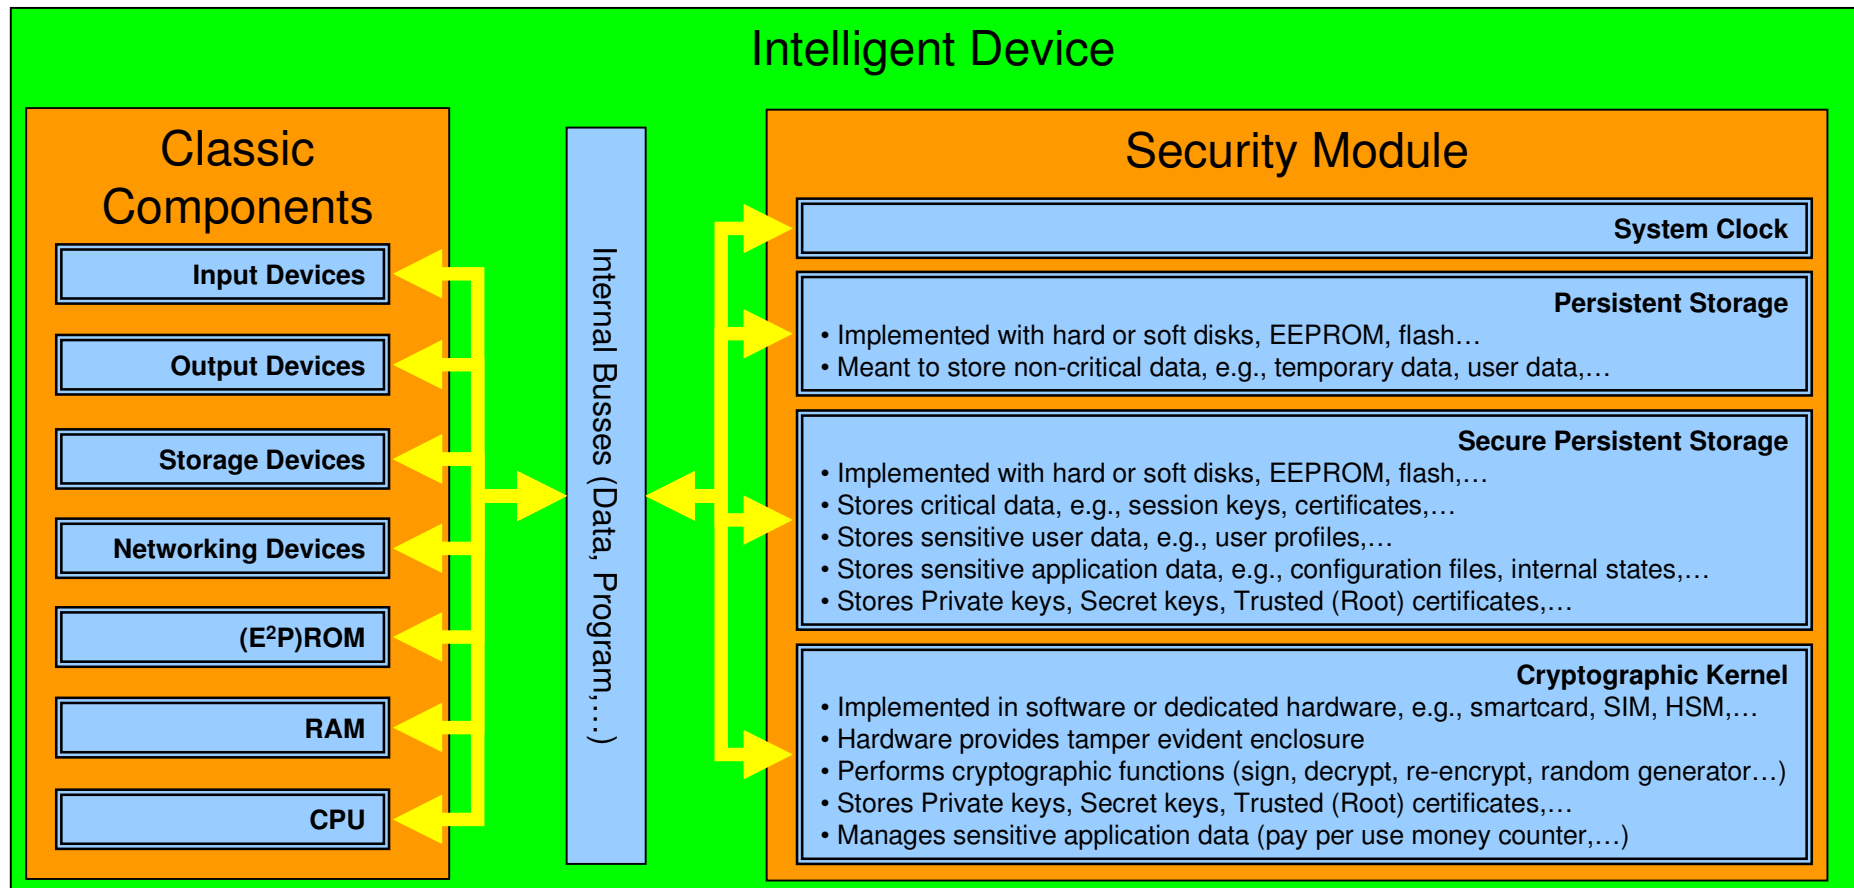 Intelligent Device
Classic
Components
Input Devices
Output Devices
Storage Devices
Networking Devices
(E²P)ROM
RAM
CPU
Internal Busses (Data, Program,…)
Security Module
System Clock
Persistent Storage
• Implemented with hard or soft disks, EEPROM, flash…
• Meant to store non-critical data, e.g., temporary data, user data,…
Secure Persistent Storage
• Implemented with hard or soft disks, EEPROM, flash,…
• Stores critical data, e.g., session keys, certificates,…
• Stores sensitive user data, e.g., user profiles,…
• Stores sensitive application data, e.g., configuration files, internal states,…
• Stores Private keys, Secret keys, Trusted (Root) certificates,…
Cryptographic Kernel
• Implemented in software or dedicated hardware, e.g., smartcard, SIM, HSM,…
• Hardware provides tamper evident enclosure
• Performs cryptographic functions (sign, decrypt, re-encrypt, random generator…)
• Stores Private keys, Secret keys, Trusted (Root) certificates,…
• Manages sensitive application data (pay per use money counter,…)